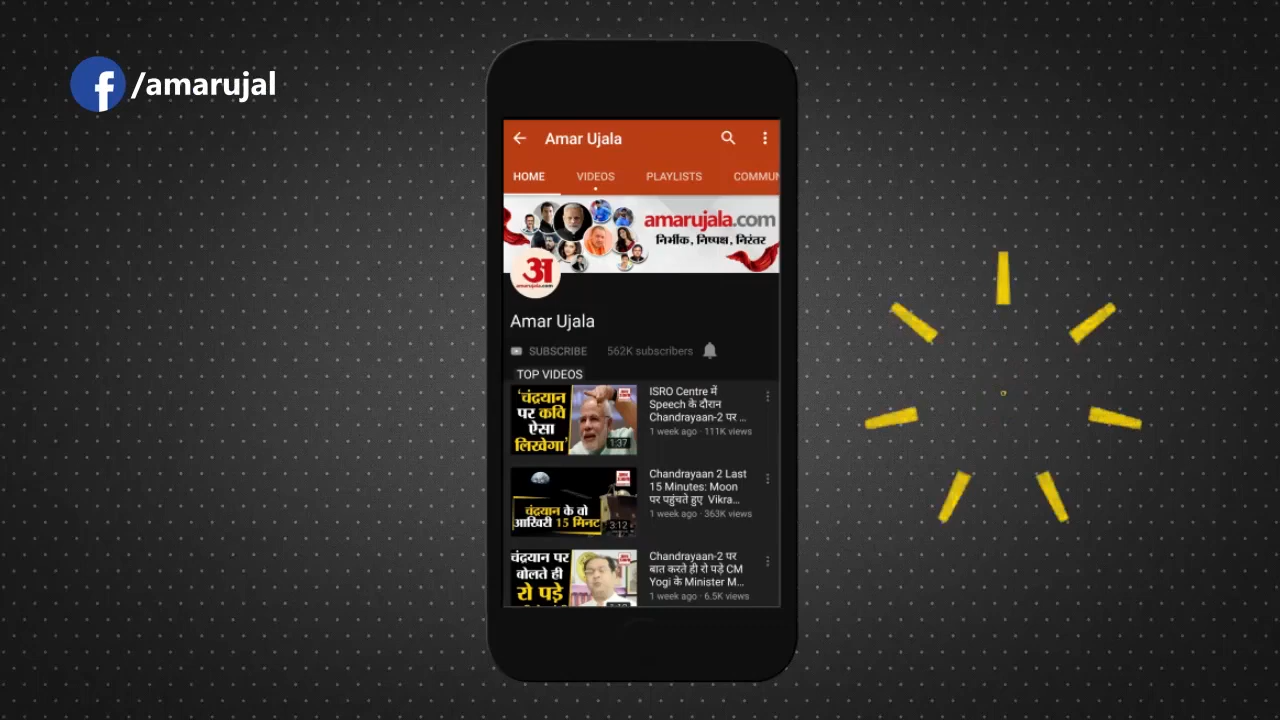 /amarujal
Amar Ujala
HOME VIDEOS PLAYLISTS COMMUN
amarujala.com
निर्भीक, निष्पक्ष, निरंतर
अ
amarujala.com
Amar Ujala
SUBSCRIBE 562K subscribers
TOP VIDEOS
'चंद्रयान
पर कवि
ऐसा
लिखेगा'
1:37
ISRO Centre में
Speech के दौरान
Chandrayaan-2 पर ...
1 week ago · 111K views
चंद्रयान के वो
आखिरी 15 मिनट
3:12
Chandrayaan 2 Last
15 Minutes: Moon
पर पहुंचते हुए Vikra...
1 week ago · 363K views
चंद्रयान पर
बोलते ही
रो पड़े
Chandrayaan-2 पर
बात करते ही रो पड़े CM
Yogi के Minister M...
1 week ago · 6.5K views